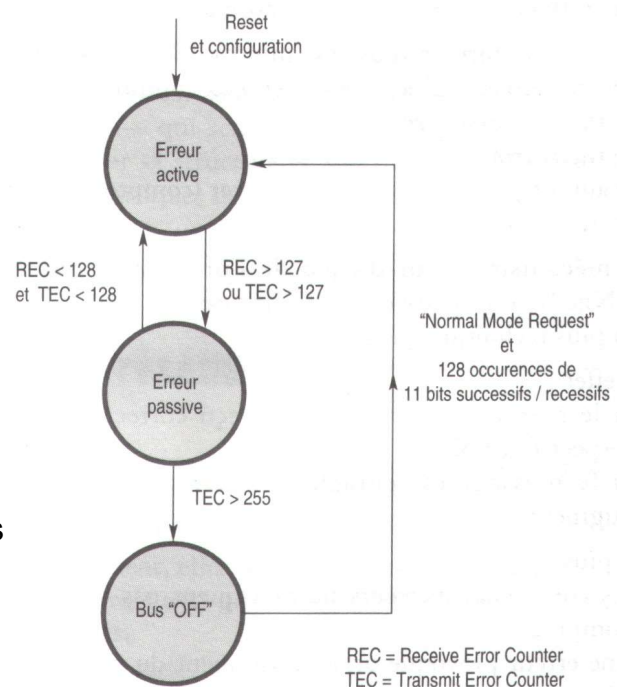 Reset
et configuration
Erreur
active
REC < 128
et TEC < 128
REC > 127
ou TEC > 127
"Normal Mode Request"
et
128 occurences de
11 bits successifs / recessifs
Erreur
passive
TEC > 255
s
Bus "OFF"
REC = Receive Error Counter
TEC = Transmit Error Counter